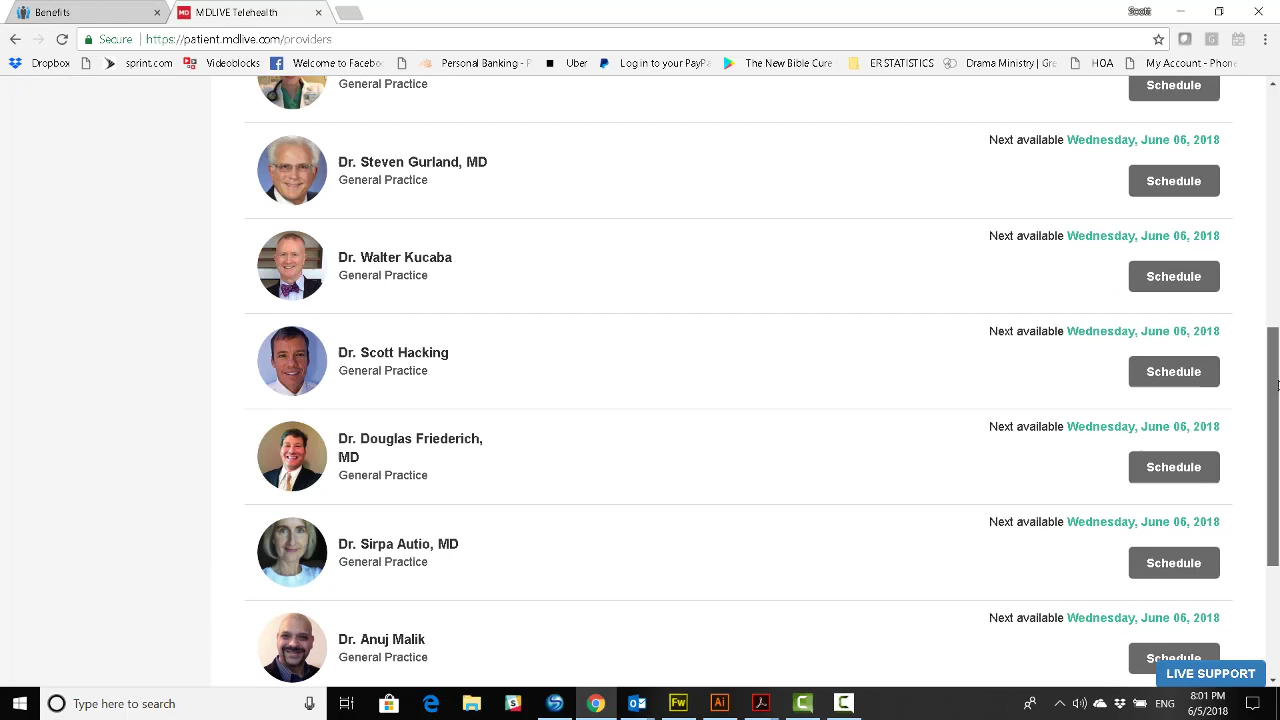 Benefits
MD MDLIVE Telehealth
Scott
Secure https://patient.mdlive.com/providers
Dropbox
sprint.com
Videoblocks
Welcome to Facebo
Personal Banking - F
Uber
Log in to your PayP
The New Bible Cure
ER STATISTICS
Drama Ministry | Gre
HOA
My Account - Phone
General Practice
Schedule
Next available Wednesday, June 06, 2018
Dr. Steven Gurland, MD
General Practice
Schedule
Next available Wednesday, June 06, 2018
Dr. Walter Kucaba
General Practice
Schedule
Next available Wednesday, June 06, 2018
Dr. Scott Hacking
General Practice
Schedule
Next available Wednesday, June 06, 2018
Dr. Douglas Friederich,
MD
General Practice
Schedule
Next available Wednesday, June 06, 2018
Dr. Sirpa Autio, MD
General Practice
Schedule
Next available Wednesday, June 06, 2018
Dr. Anuj Malik
General Practice
Schedule
LIVE SUPPORT
Type here to search
Fw
Ai
ENG
8:01 PM
6/5/2018